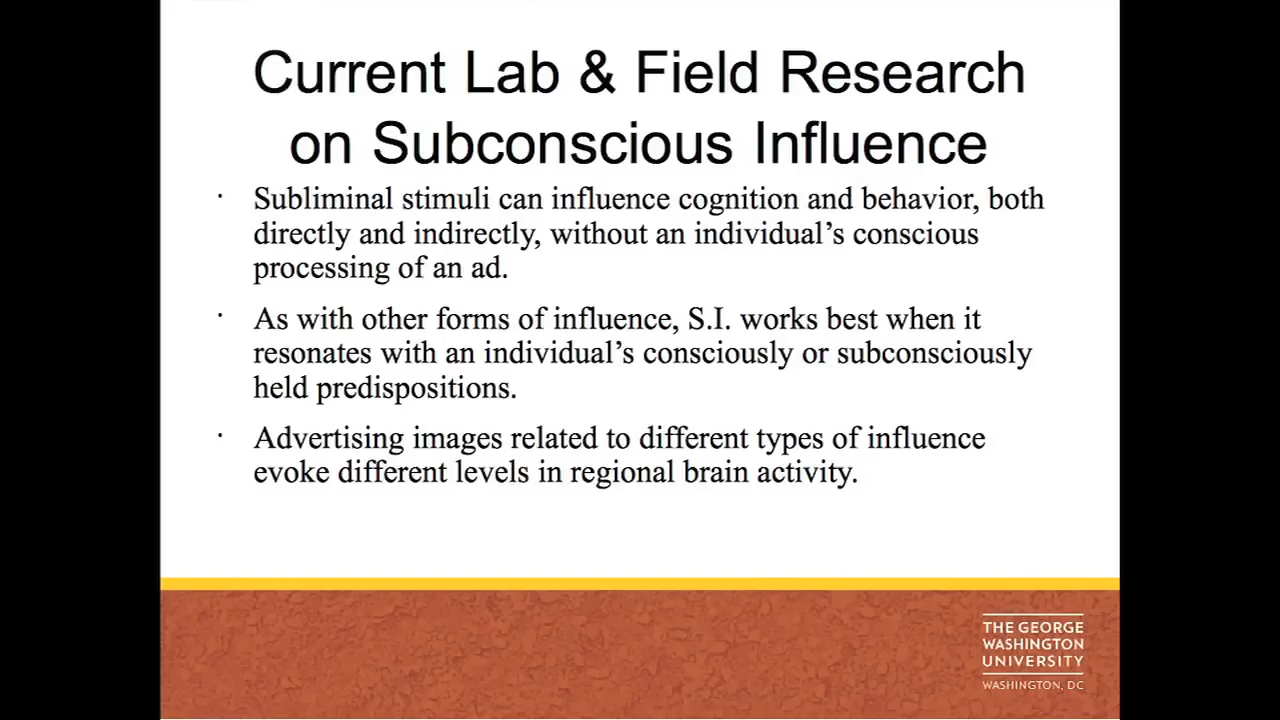 Current Lab & Field Research
on Subconscious Influence
· Subliminal stimuli can influence cognition and behavior, both
directly and indirectly, without an individual’s conscious
processing of an ad.
· As with other forms of influence, S.I. works best when it
resonates with an individual’s consciously or subconsciously
held predispositions.
· Advertising images related to different types of influence
evoke different levels in regional brain activity.
THE GEORGE
WASHINGTON
UNIVERSITY
WASHINGTON, DC